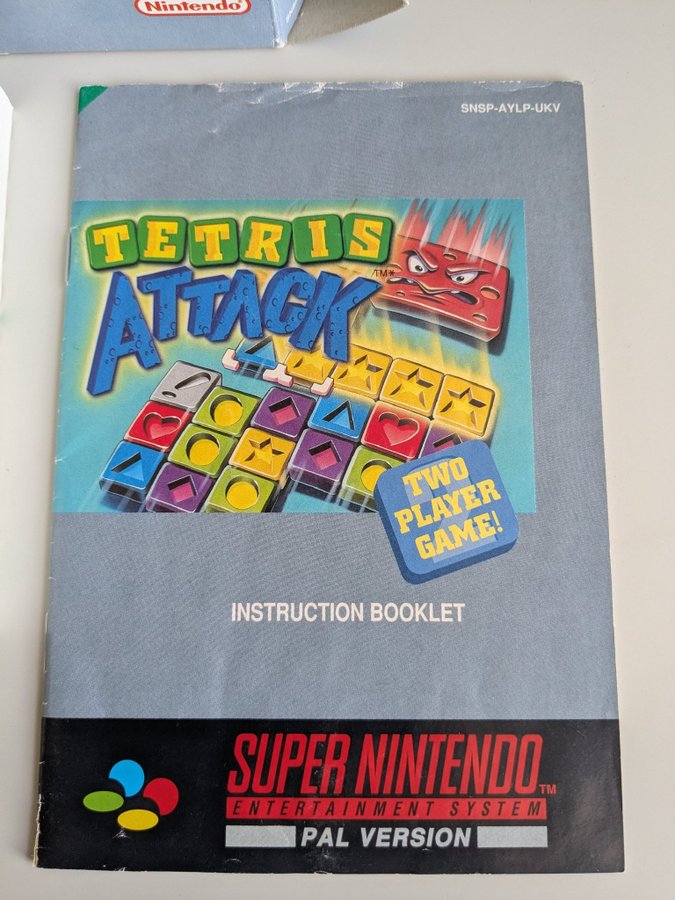 Nintendo®
SNSP-AYLP-UKV
TETRIS
ATTACK
TM*
TWO
PLAYER
GAME!
INSTRUCTION BOOKLET
SUPER NINTENDO TM
ENTERTAINMENT SYSTEM
PAL VERSION